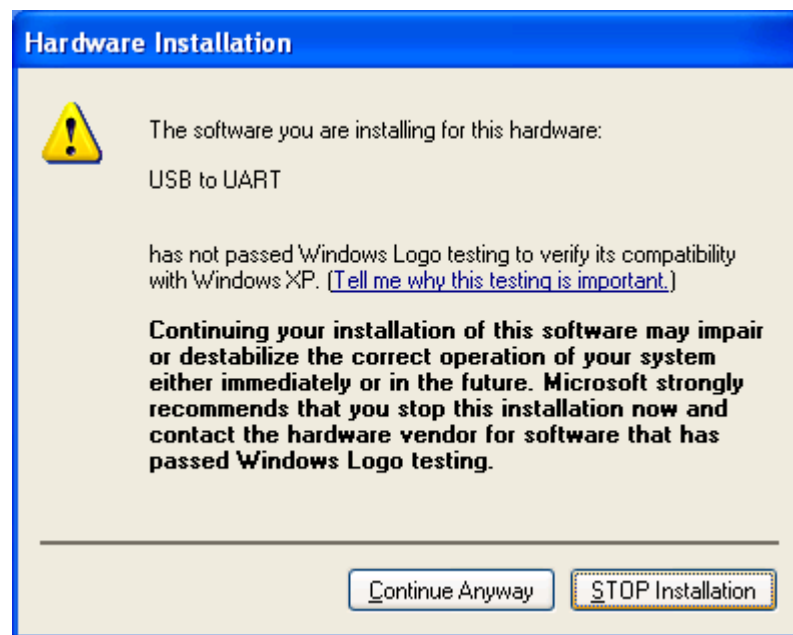 Hardware Installation
The software you are installing for this hardware:
USB to UART
has not passed Windows Logo testing to verify its compatibility
with Windows XP. (Tell me why this testing is important.)
Continuing your installation of this software may impair
or destabilize the correct operation of your system
either immediately or in the future. Microsoft strongly
recommends that you stop this installation now and
contact the hardware vendor for software that has
passed Windows Logo testing.
Continue Anyway
STOP Installation